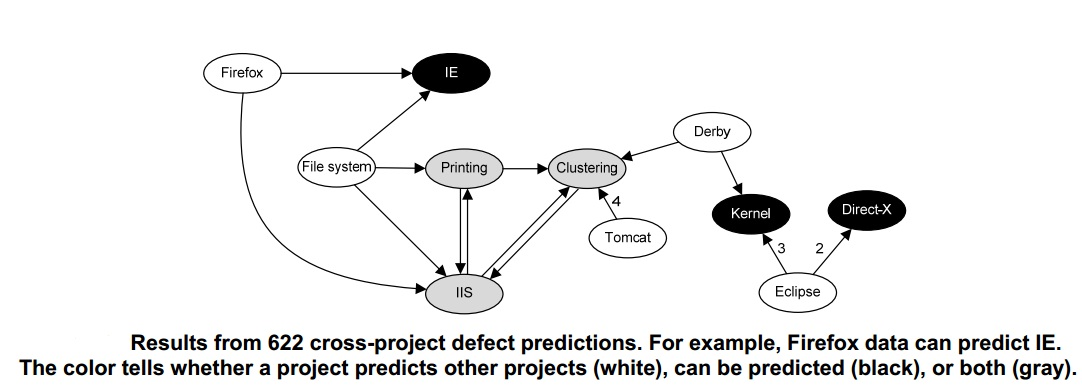 Firefox
IE
Derby
File system
Printing
Clustering
4
Kernel
Direct-X
Tomcat
3
2
IIS
Eclipse
Results from 622 cross-project defect predictions. For example, Firefox data can predict IE.
The color tells whether a project predicts other projects (white), can be predicted (black), or both (gray).